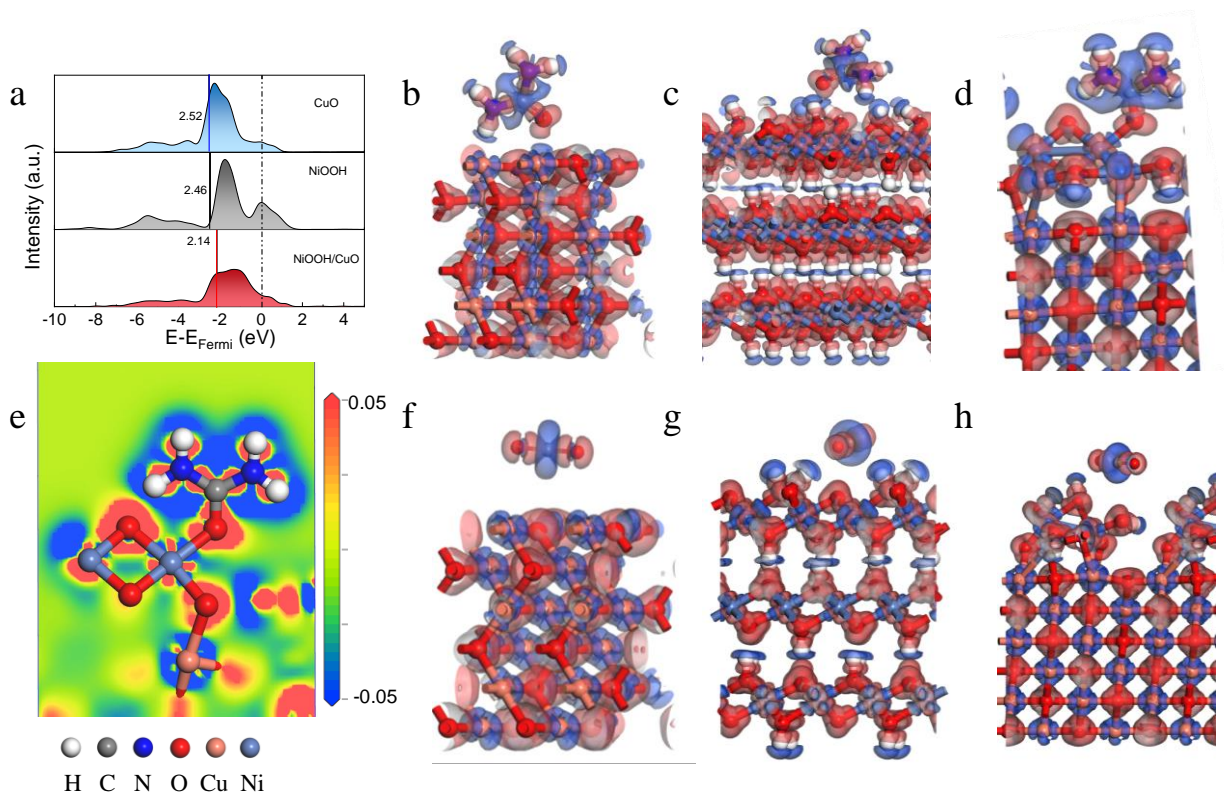 a
Intensity (a.u.)
CuO
2.52
NiOOH
2.46
2.14
NiOOH/CuO
-10 -8 -6 -4 -2 0 2 4
E-EFermi (eV)
b
c
d
e
0.05
-0.05
H C N O Cu Ni
f
g
h